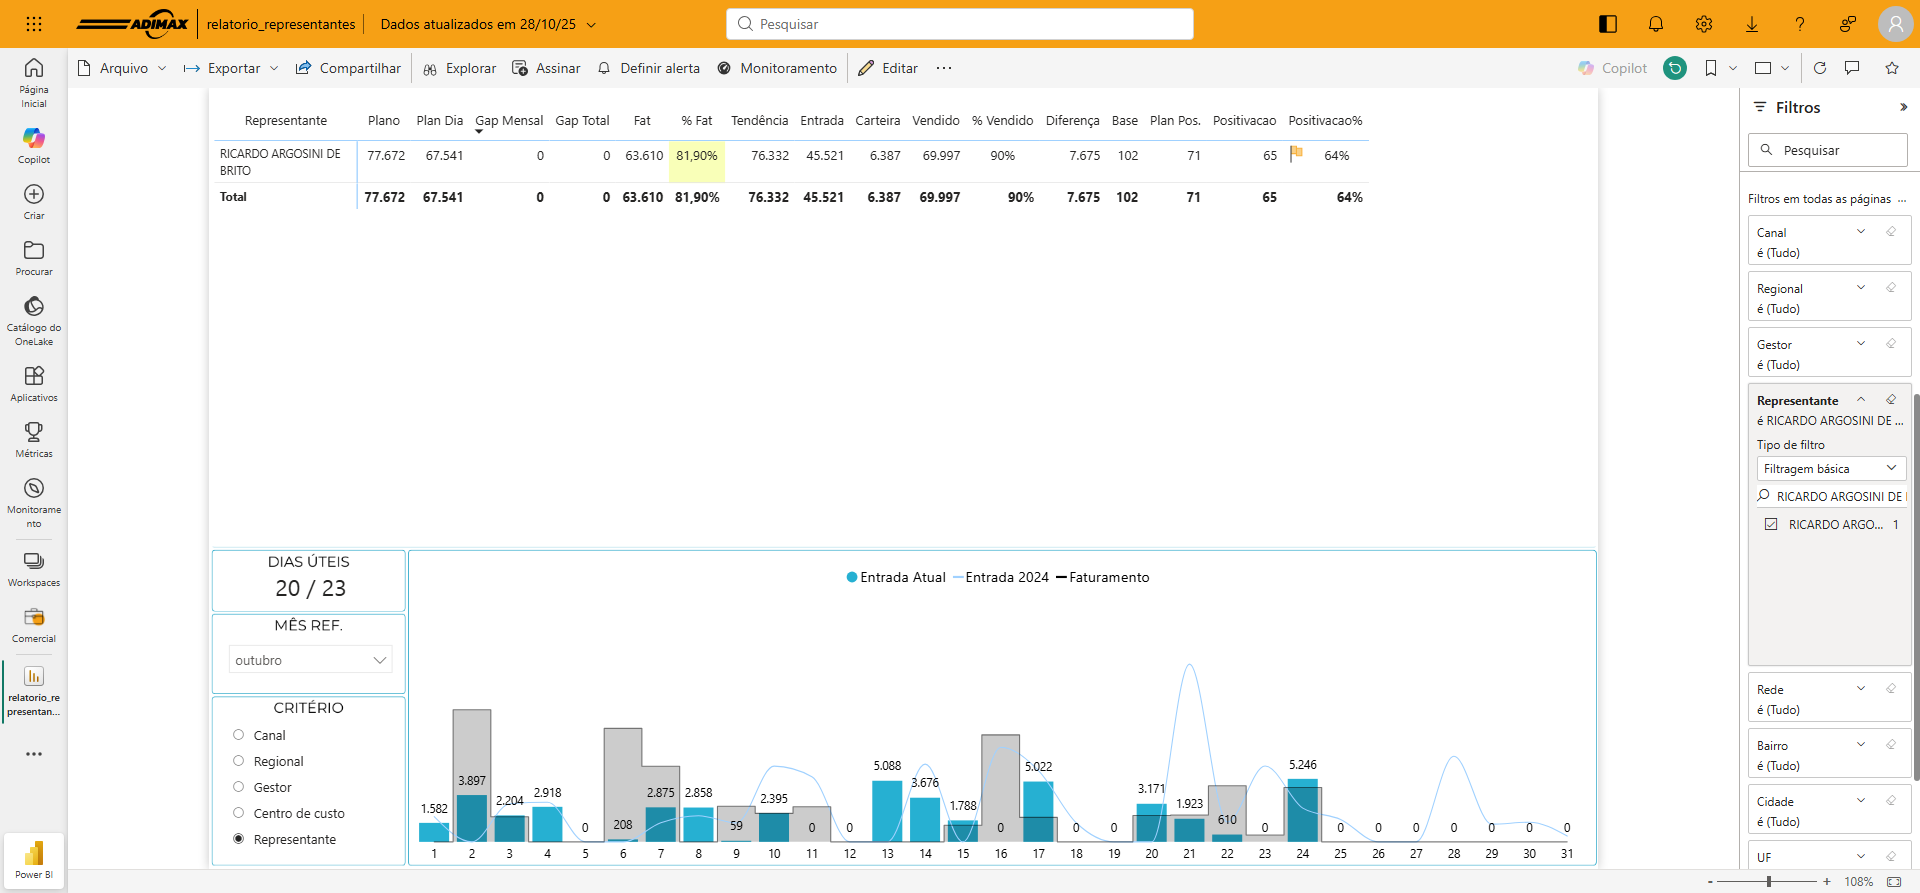 ADIMAX relatorio_representantes Dados atualizados em 28/10/25 Pesquisar
Arquivo Exportar Compartilhar Explorar Assinar Definir alerta Monitoramento Editar ... Copilot
Página
Inicial
Copilot
Criar
Procurar
Catálogo do
OneLake
Aplicativos
Métricas
Monitorame
nto
Workspaces
Comercial
relatorio_re
presentan...
Power BI
Representante Plano Plan Dia Gap Mensal Gap Total Fat % Fat Tendência Entrada Carteira Vendido % Vendido Diferença Base Plan Pos. Positivacao Positivacao%
RICARDO ARGOSINI DE
BRITO
77.672 67.541 0 0 63.610 81,90% 76.332 45.521 6.387 69.997 90% 7.675 102 71 65 64%
Total 77.672 67.541 0 0 63.610 81,90% 76.332 45.521 6.387 69.997 90% 7.675 102 71 65 64%
DIAS ÚTEIS
20 / 23
MÊS REF.
outubro
CRITÉRIO
Canal
Regional
Gestor
Centro de custo
Representante
Entrada Atual Entrada 2024 Faturamento
1.582 3.897 2.204 2.918 0 208 2.875 2.858 59 2.395 0 0 5.088 3.676 1.788 0 5.022 0 0 3.171 1.923 610 0 5.246 0 0 0 0 0 0 0
1 2 3 4 5 6 7 8 9 10 11 12 13 14 15 16 17 18 19 20 21 22 23 24 25 26 27 28 29 30 31
Filtros
Pesquisar
Filtros em todas as páginas ...
Canal
é (Tudo)
Regional
é (Tudo)
Gestor
é (Tudo)
Representante
é RICARDO ARGOSINI DE ...
Tipo de filtro
Filtragem básica
RICARDO ARGOSINI DE
RICARDO ARGO... 1
Rede
é (Tudo)
Bairro
é (Tudo)
Cidade
é (Tudo)
UF
- + 108%